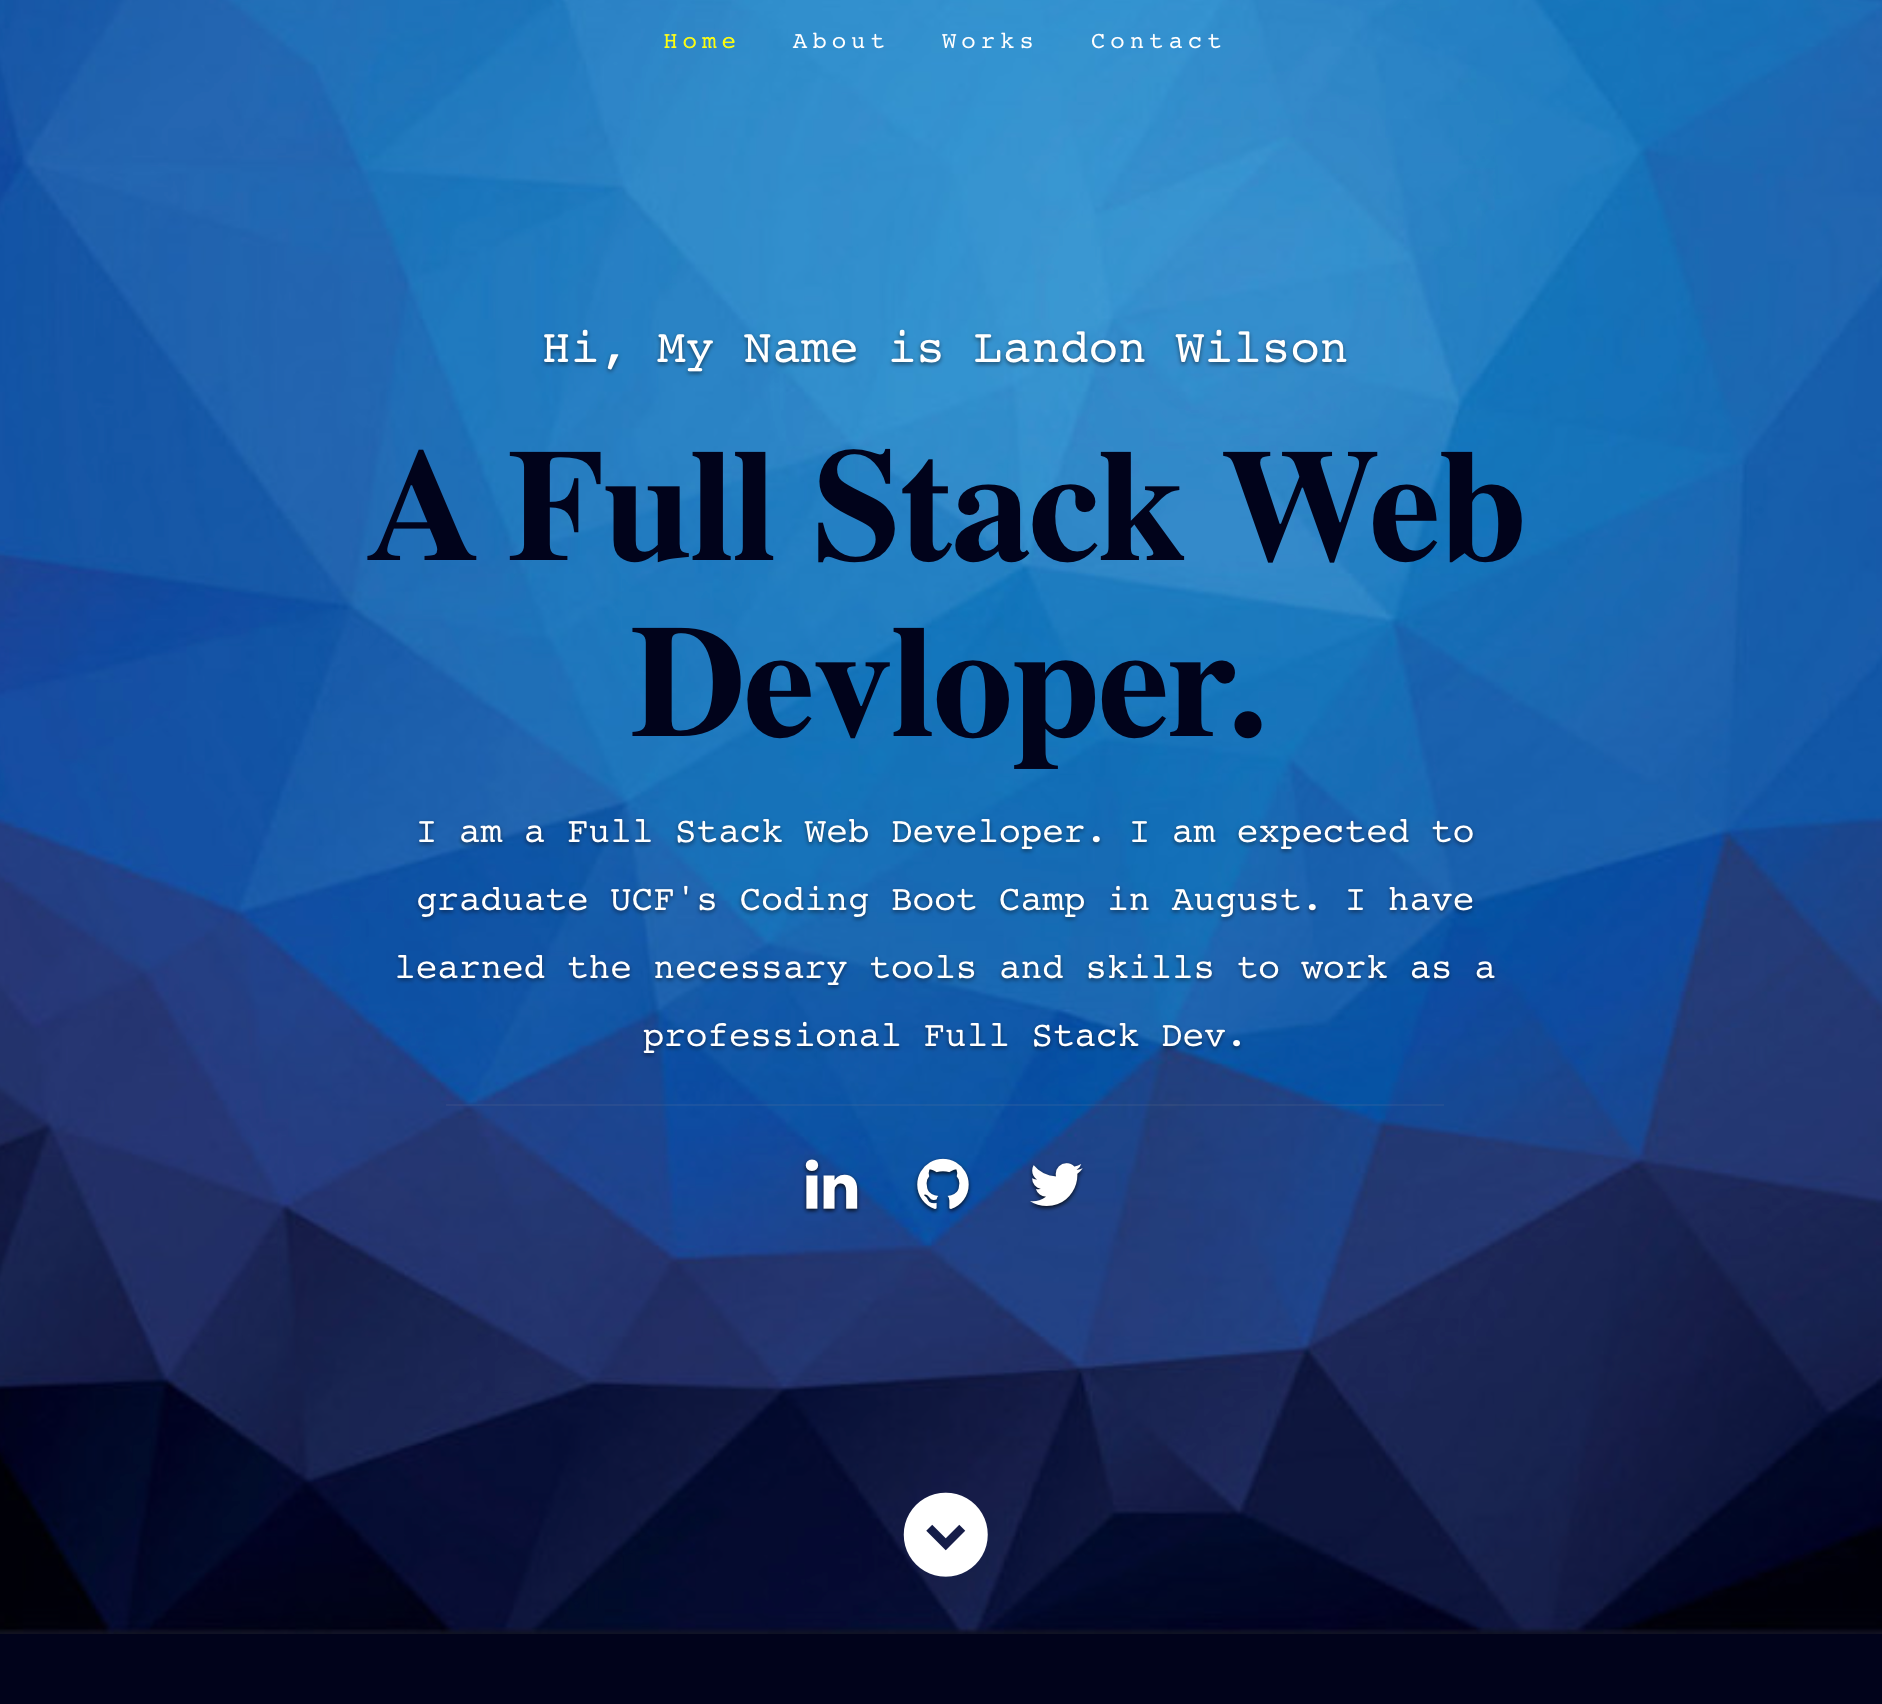 Home About Works Contact
Hi, My Name is Landon Wilson
A Full Stack Web
Devloper.
I am a Full Stack Web Developer. I am expected to
graduate UCF's Coding Boot Camp in August. I have
learned the necessary tools and skills to work as a
professional Full Stack Dev.
in